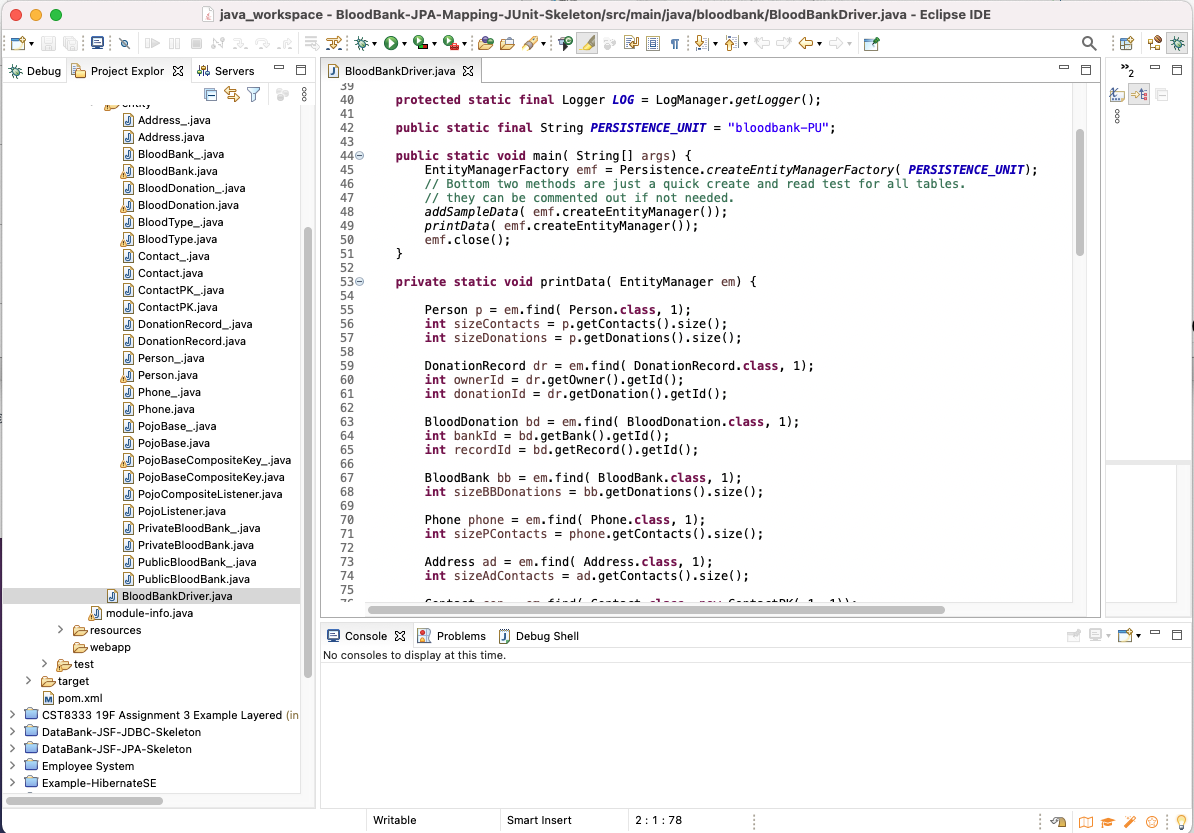 java_workspace - BloodBank-JPA-Mapping-JUnit-Skeleton/src/main/java/bloodbank/BloodBankDriver.java - Eclipse IDE
Debug
Project Explor
Servers
entity
Address_.java
Address.java
BloodBank_.java
BloodBank.java
BloodDonation_.java
BloodDonation.java
BloodType_.java
BloodType.java
Contact_.java
Contact.java
ContactPK_.java
ContactPK.java
DonationRecord_.java
DonationRecord.java
Person_.java
Person.java
Phone_.java
Phone.java
PojoBase_.java
PojoBase.java
PojoBaseCompositeKey_.java
PojoBaseCompositeKey.java
PojoCompositeListener.java
PojoListener.java
PrivateBloodBank_.java
PrivateBloodBank.java
PublicBloodBank_.java
PublicBloodBank.java
BloodBankDriver.java
module-info.java
resources
webapp
test
target
pom.xml
CST8333 19F Assignment 3 Example Layered (in
DataBank-JSF-JDBC-Skeleton
DataBank-JSF-JPA-Skeleton
Employee System
Example-HibernateSE
BloodBankDriver.java
39
40 protected static final Logger LOG = LogManager.getLogger();
41
42 public static final String PERSISTENCE_UNIT = "bloodbank-PU";
43
44 public static void main( String[] args) {
45 EntityManagerFactory emf = Persistence.createEntityManagerFactory( PERSISTENCE_UNIT);
46 // Bottom two methods are just a quick create and read test for all tables.
47 // they can be commented out if not needed.
48 addSampleData( emf.createEntityManager());
49 printData( emf.createEntityManager());
50 emf.close();
51 }
52
53 private static void printData( EntityManager em) {
54
55 Person p = em.find( Person.class, 1);
56 int sizeContacts = p.getContacts().size();
57 int sizeDonations = p.getDonations().size();
58
59 DonationRecord dr = em.find( DonationRecord.class, 1);
60 int ownerId = dr.getOwner().getId();
61 int donationId = dr.getDonation().getId();
62
63 BloodDonation bd = em.find( BloodDonation.class, 1);
64 int bankId = bd.getBank().getId();
65 int recordId = bd.getRecord().getId();
66
67 BloodBank bb = em.find( BloodBank.class, 1);
68 int sizeBBDonations = bb.getDonations().size();
69
70 Phone phone = em.find( Phone.class, 1);
71 int sizePContacts = phone.getContacts().size();
72
73 Address ad = em.find( Address.class, 1);
74 int sizeAdContacts = ad.getContacts().size();
75
76 Contact con = em.find( Contact.class, new ContactPK( 1, 1));
»2
Console
Problems
Debug Shell
No consoles to display at this time.
Writable
Smart Insert
2 : 1 : 78